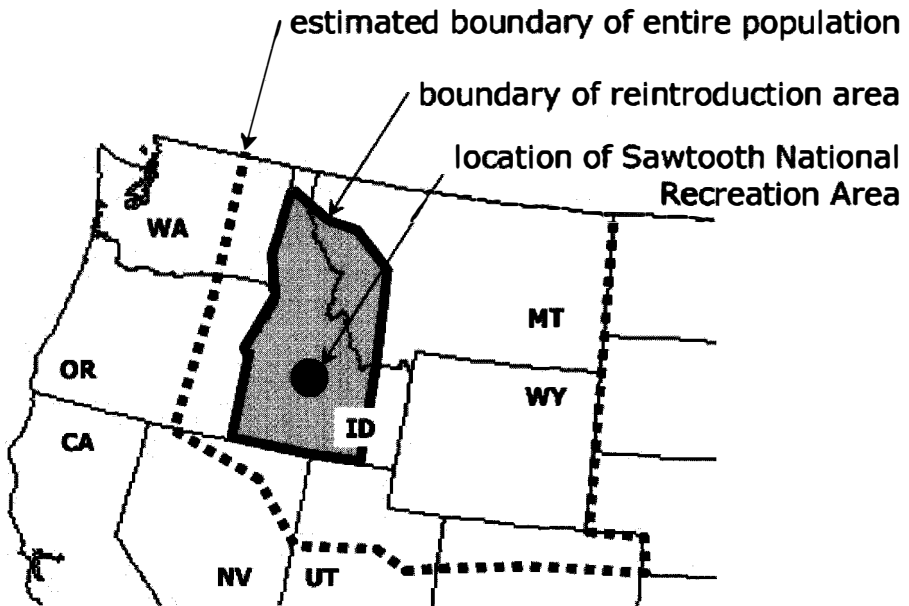 estimated boundary of entire population
boundary of reintroduction area
location of Sawtooth National
Recreation Area
WA
MT
OR
WY
ID
CA
NV
UT